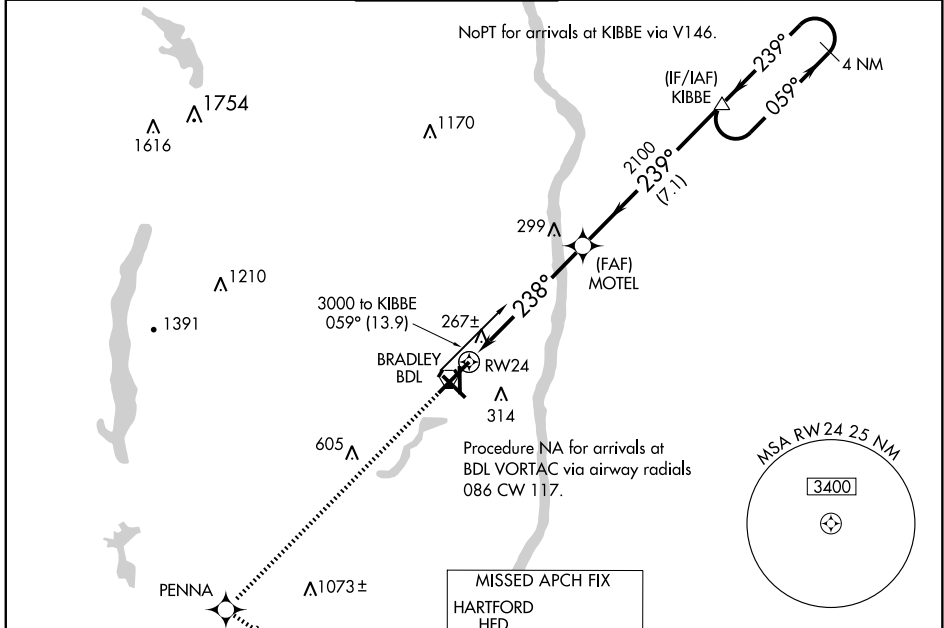 NoPT for arrivals at KIBBE via V146.
239°
4 NM
(IF/IAF)
KIBBE
059°
1754
1616
1170
2100
239°
(7.1)
299
(FAF)
MOTEL
1210
238°
3000 to KIBBE
059° (13.9)
267±
1391
BRADLEY
BDL
RW24
314
605
Procedure NA for arrivals at
BDL VORTAC via airway radials
086 CW 117.
MSA RW24 25 NM
3400
PENNA
1073±
MISSED APCH FIX
HARTFORD
HFD